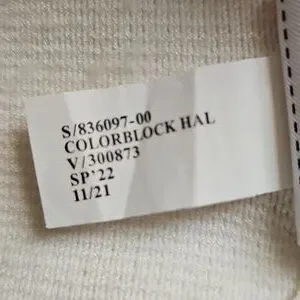 S/836097-00
COLORBLOCK HAL
V/300873
SP'22
11/21